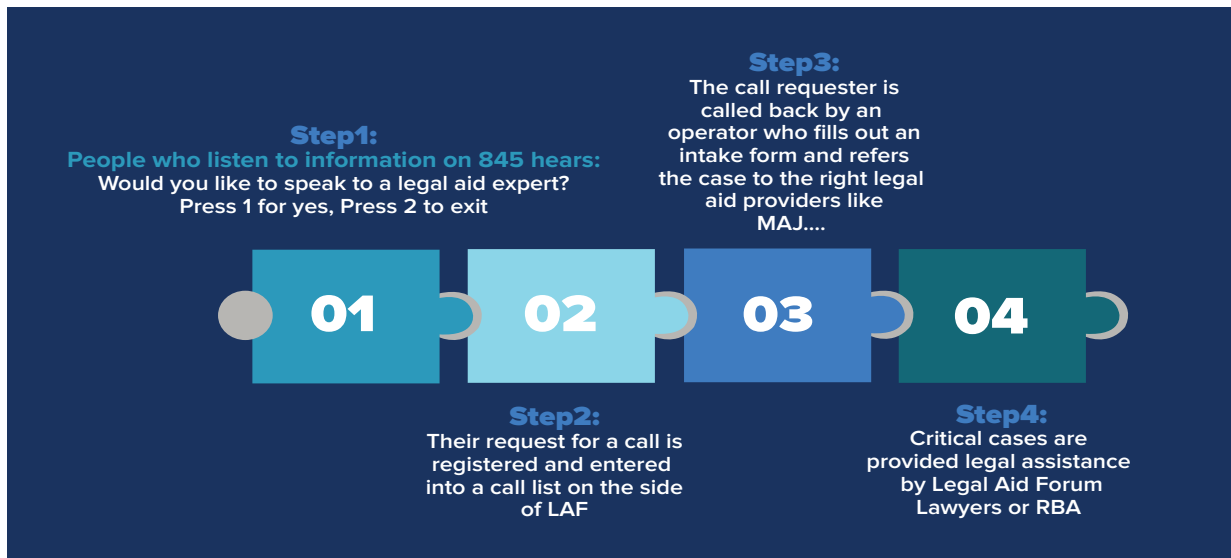 Step1:
People who listen to information on 845 hears:
Would you like to speak to a legal aid expert?
Press 1 for yes, Press 2 to exit
01
Step2:
Their request for a call is
registered and entered
into a call list on the side
of LAF
02
Step3:
The call requester is
called back by an
operator who fills out an
intake form and refers
the case to the right legal
aid providers like
MAJ....
03
Step4:
Critical cases are
provided legal assistance
by Legal Aid Forum
Lawyers or RBA
04